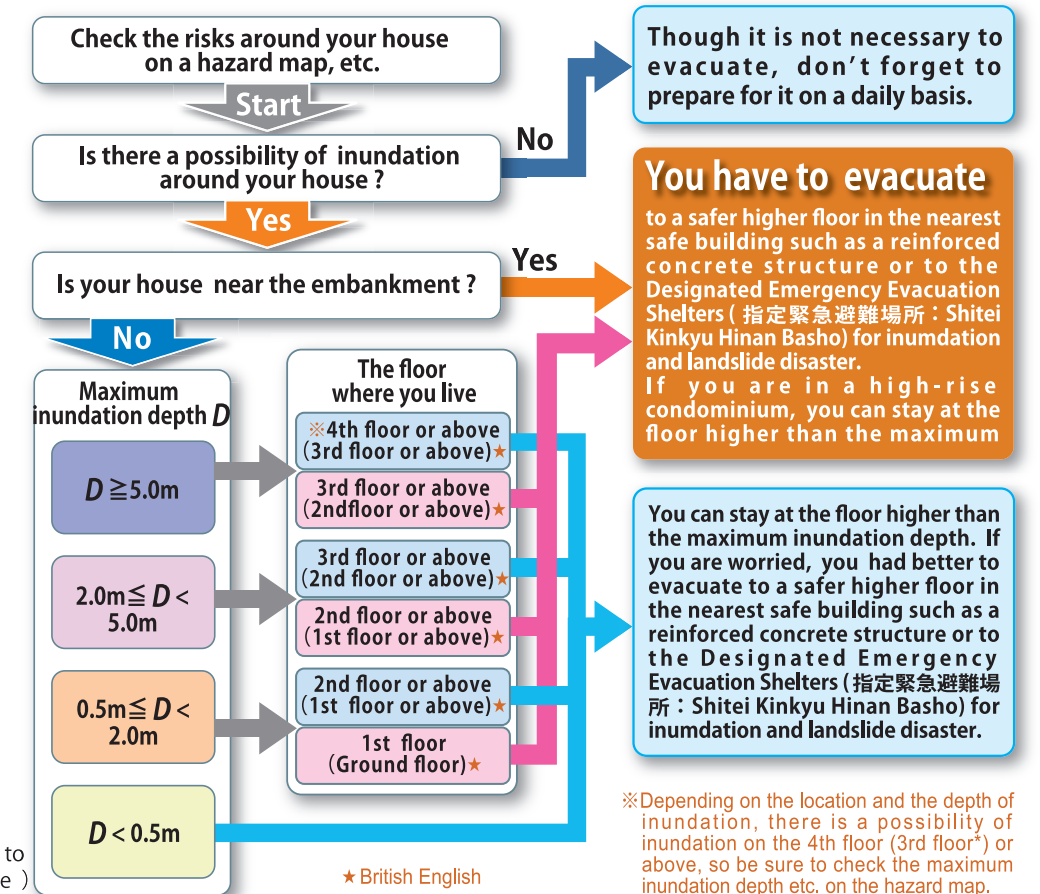 Check the risks around your house
on a hazard map, etc.
Start
Is there a possibility of inundation
around your house ?
No
Though it is not necessary to
evacuate, don't forget to
prepare for it on a daily basis.
Yes
Is your house near the embankment ?
Yes
You have to evacuate
to a safer higher floor in the nearest
safe building such as a reinforced
concrete structure or to the
Designated Emergency Evacuation
Shelters ( 指定緊急避難場所：Shitei
Kinkyu Hinan Basho) for inumdation
and landslide disaster.
If you are in a high-rise
condominium, you can stay at the
floor higher than the maximum
No
Maximum
inundation depth D
D ≧5.0m
2.0m≦ D <
5.0m
0.5m≦ D <
2.0m
D < 0.5m
The floor
where you live
※4th floor or above
(3rd floor or above)★
3rd floor or above
(2ndfloor or above)★
3rd floor or above
(2nd floor or above)★
2nd floor or above
(1st floor or above)★
2nd floor or above
(1st floor or above)★
1st floor
(Ground floor)★
You can stay at the floor higher than
the maximum inundation depth. If
you are worried, you had better to
evacuate to a safer higher floor in
the nearest safe building such as a
reinforced concrete structure or to
the Designated Emergency
Evacuation Shelters (指定緊急避難場
所：Shitei Kinkyu Hinan Basho) for
inumdation and landslide disaster.
※Depending on the location and the depth of
inundation, there is a possibility of
inundation on the 4th floor (3rd floor*) or
above, so be sure to check the maximum
inundation depth etc. on the hazard map.
★British English
to
e )